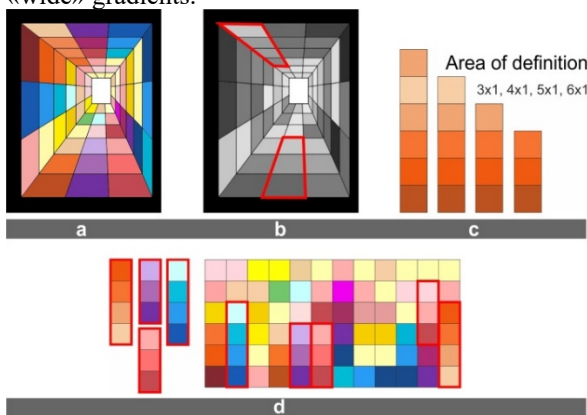 «wide» gradients.
Area of definition
3x1, 4x1, 5x1, 6x1
a
b
c
d